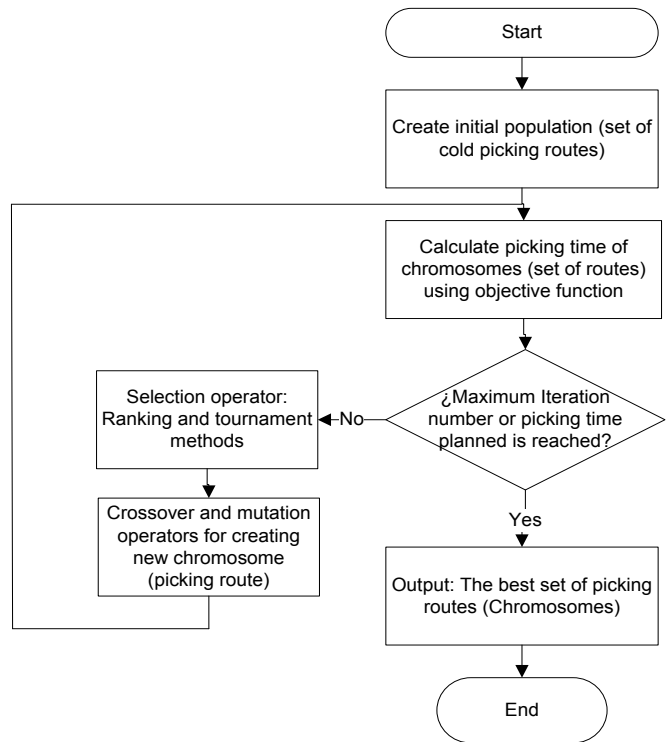 Start
Create initial population (set of
cold picking routes)
Calculate picking time of
chromosomes (set of routes)
using objective function
¿Maximum Iteration
number or picking time
planned is reached?
No
Selection operator:
Ranking and tournament
methods
Crossover and mutation
operators for creating
new chromosome
(picking route)
Yes
Output: The best set of picking
routes (Chromosomes)
End